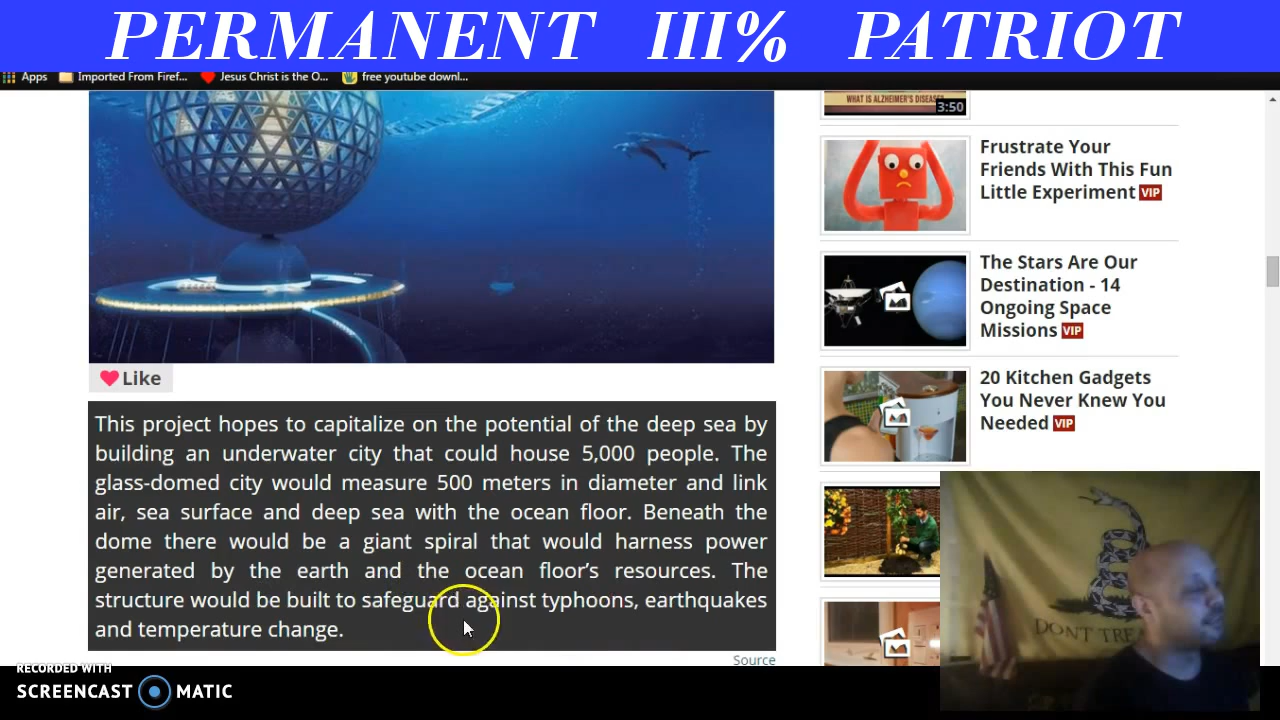 PERMANENT III% PATRIOT
Apps Imported From Firef... Jesus Christ is the O... free youtube downl...
WHAT IS ALZHEIMER'S DISEASE?
3:50
Frustrate Your
Friends With This Fun
Little Experiment VIP
The Stars Are Our
Destination - 14
Ongoing Space
Missions VIP
20 Kitchen Gadgets
You Never Knew You
Needed VIP
Like
This project hopes to capitalize on the potential of the deep sea by
building an underwater city that could house 5,000 people. The
glass-domed city would measure 500 meters in diameter and link
air, sea surface and deep sea with the ocean floor. Beneath the
dome there would be a giant spiral that would harness power
generated by the earth and the ocean floor's resources. The
structure would be built to safeguard against typhoons, earthquakes
and temperature change.
Source
DONT TRE
RECORDED WITH
SCREENCAST MATIC